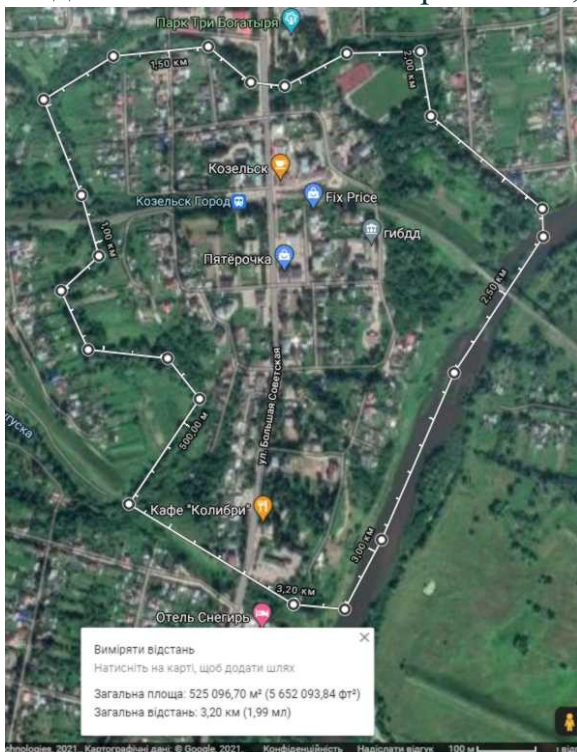 Парк Три Богатыря
1,50 км
2,00 км
Козельск
Козельск Город
Fix Price
гибдд
1,00 км
Пятёрочка
2,50 км
ул. Большая Советская
500,00 м
Кафе "Колибри"
3,00 км
3,20 км
Отель Снегирь
Виміряти відстань
Натисніть на карті, щоб додати шлях
Загальна площа: 525 096,70 м² (5 652 093,84 фт²)
Загальна відстань: 3,20 км (1,99 мл)
chnologies, 2021., Картографічні дані: © Google, 2021. Конфіденційність Надіслати відгук 100 м